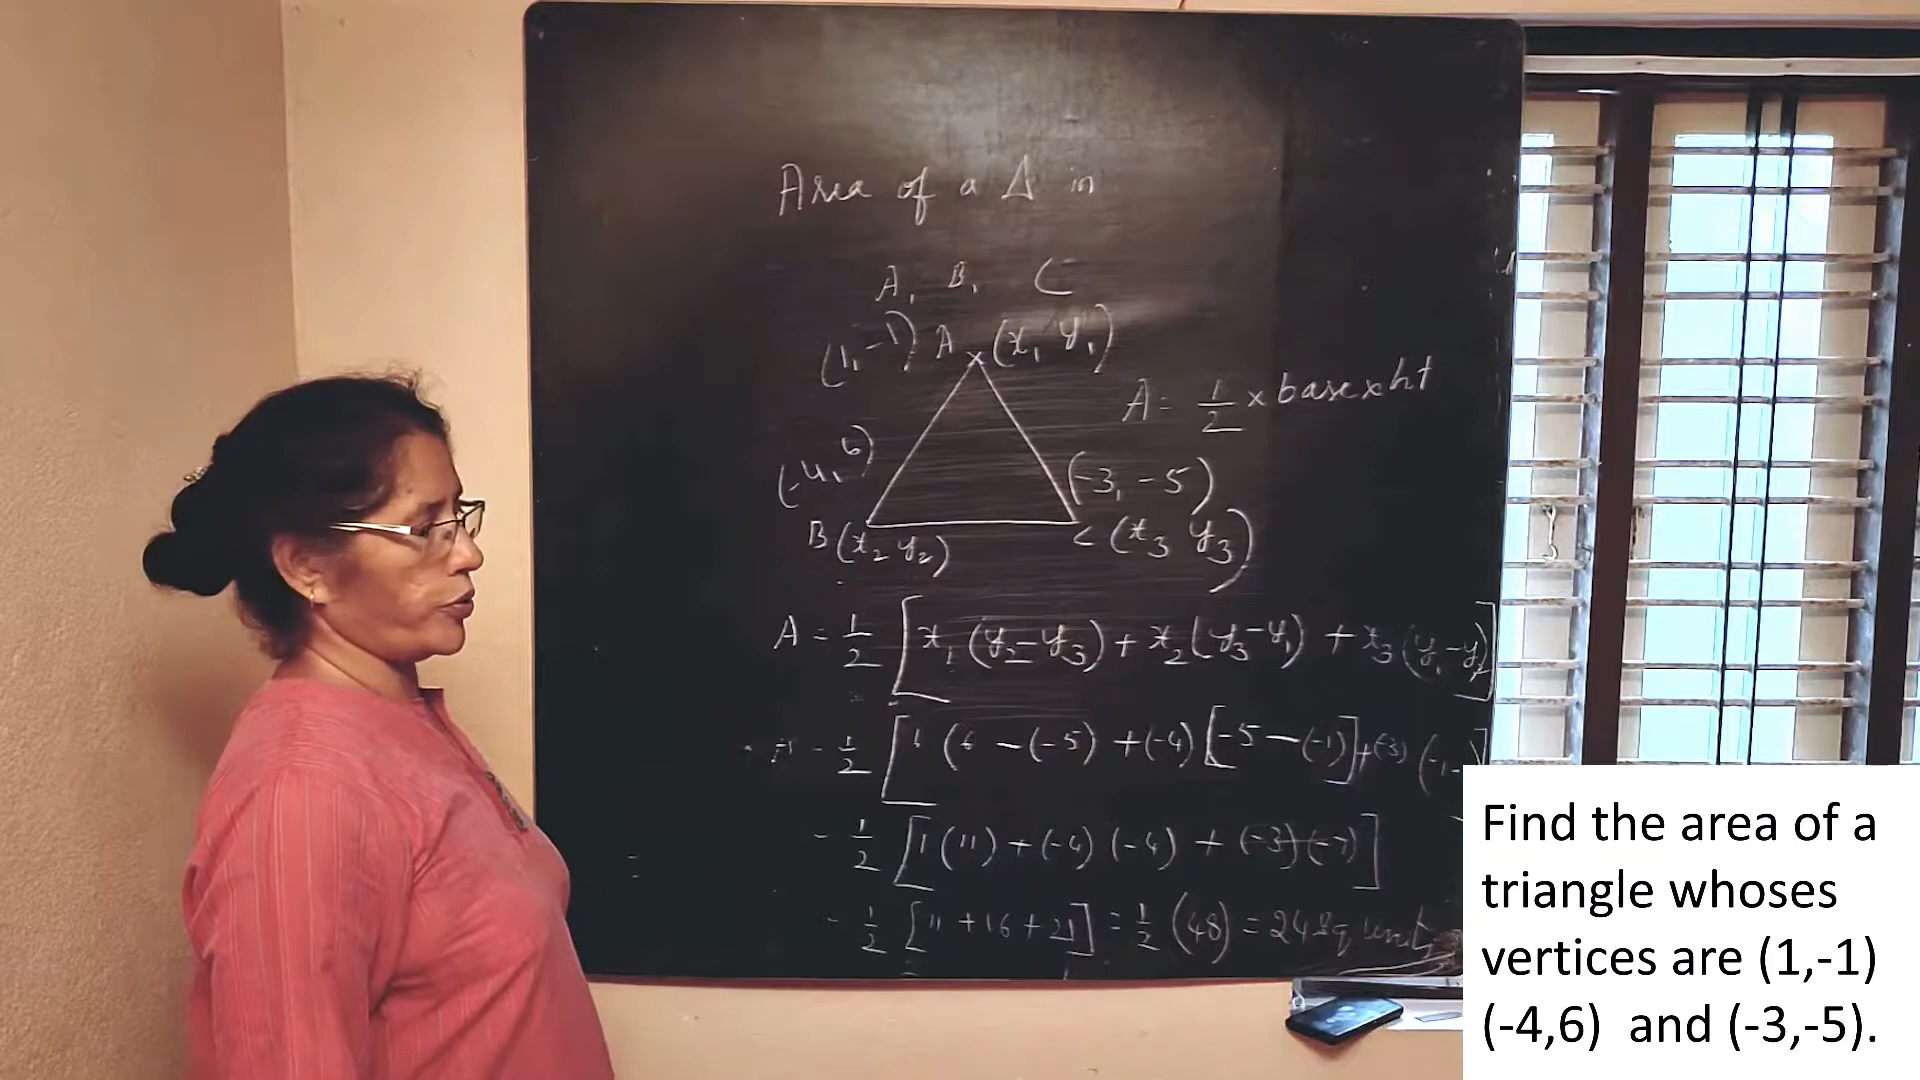 Area of a Δ in
A, B, C
(1, -1) A (x₁ y₁)
A = 1/2 × base × ht
(-4, 6)
(-3, -5)
B (x₂ y₂)
C (x₃ y₃)
A = 1/2 [x₁ (y₂ - y₃) + x₂ (y₃ - y₁) + x₃ (y₁ - y₂)]
1/2 [1 (6 - (-5) + (-4) [-5 - (-1)] + (-3) (-1 -
- 1/2 [1 (11) + (-4) (-4) + (-3) (-7)]
- 1/2 [11 + 16 + 21] = 1/2 (48) = 24 sq units
Find the area of a
triangle whoses
vertices are (1,-1)
(-4,6) and (-3,-5).